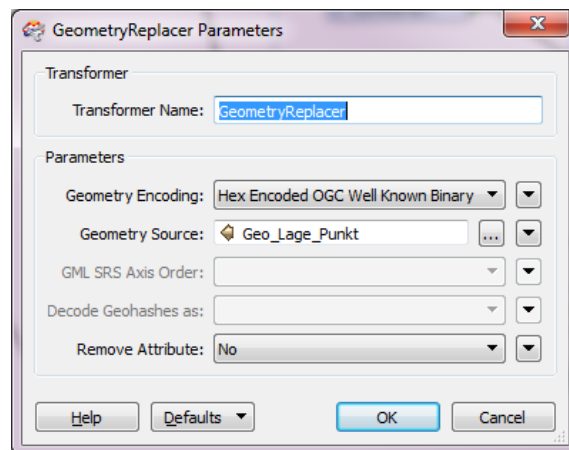 GeometryReplacer Parameters
Transformer
Transformer Name: GeometryReplacer
Parameters
Geometry Encoding: Hex Encoded OGC Well Known Binary
Geometry Source: Geo_Lage_Punkt ...
GML SRS Axis Order:
Decode Geohashes as:
Remove Attribute: No
Help Defaults OK Cancel